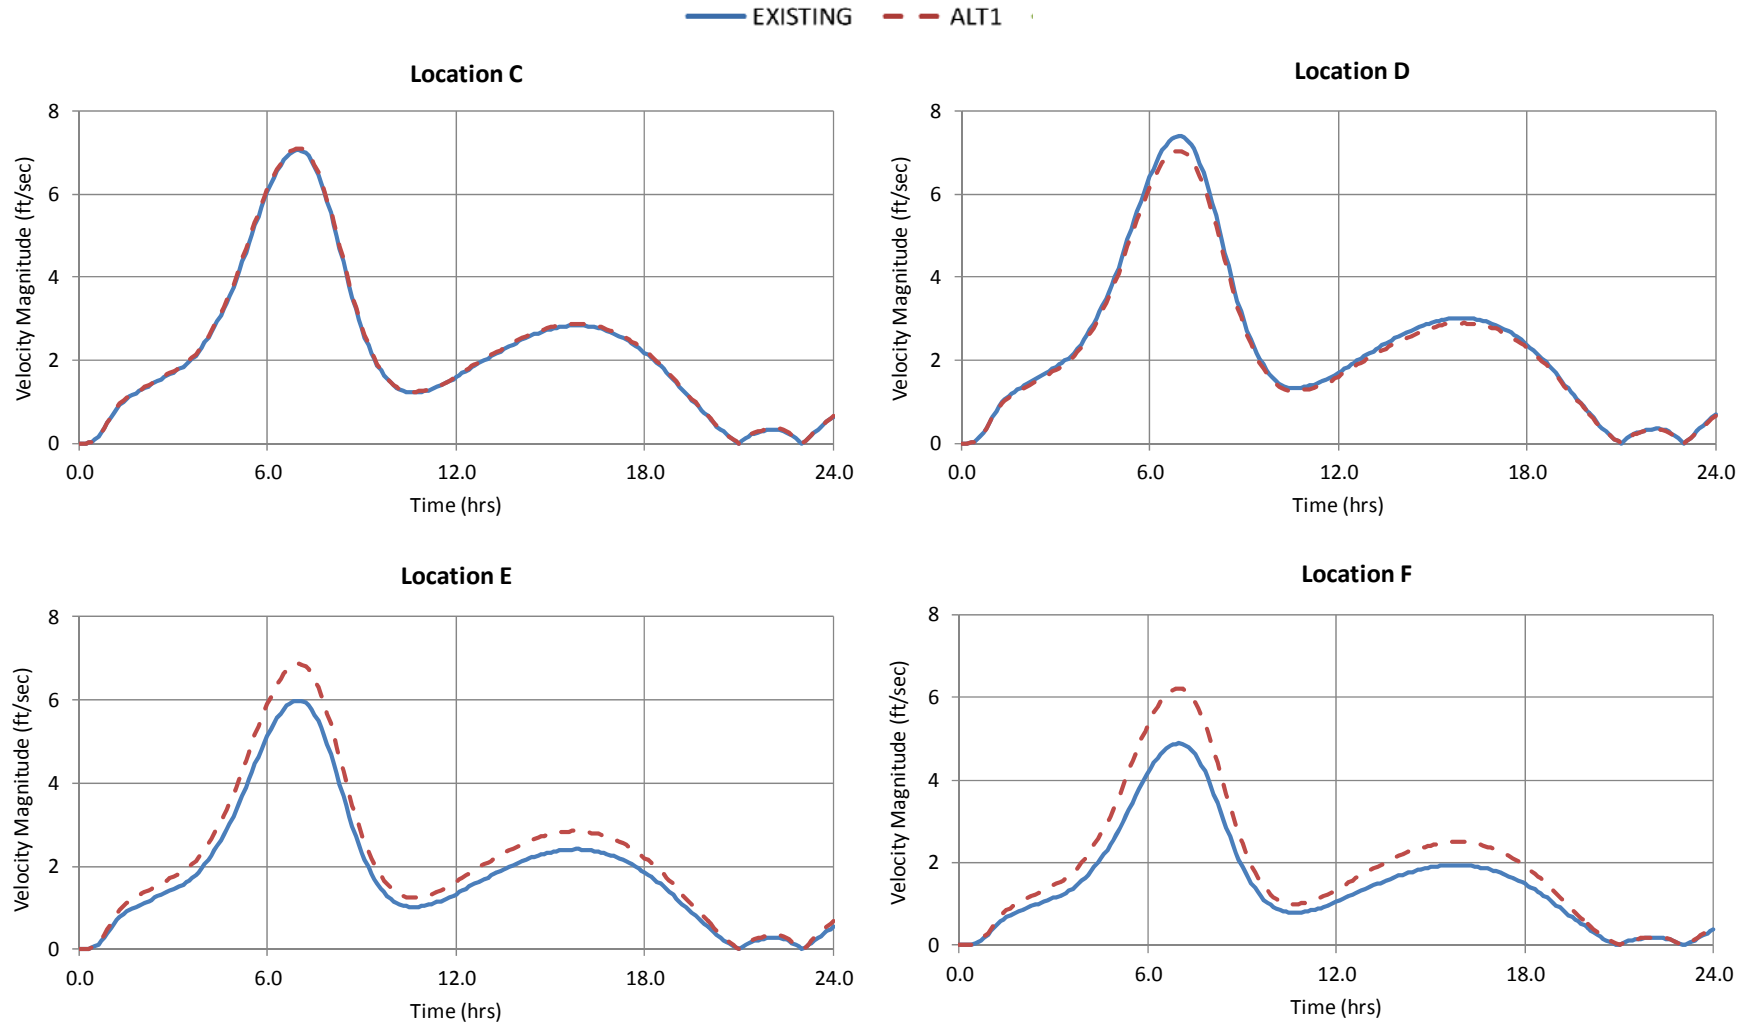 EXISTING ALT1
Location C
Velocity Magnitude (ft/sec)
8
6
4
2
0
0.0 6.0 12.0 18.0 24.0
Time (hrs)
Location D
Velocity Magnitude (ft/sec)
8
6
4
2
0
0.0 6.0 12.0 18.0 24.0
Time (hrs)
Location E
Velocity Magnitude (ft/sec)
8
6
4
2
0
0.0 6.0 12.0 18.0 24.0
Time (hrs)
Location F
Velocity Magnitude (ft/sec)
8
6
4
2
0
0.0 6.0 12.0 18.0 24.0
Time (hrs)